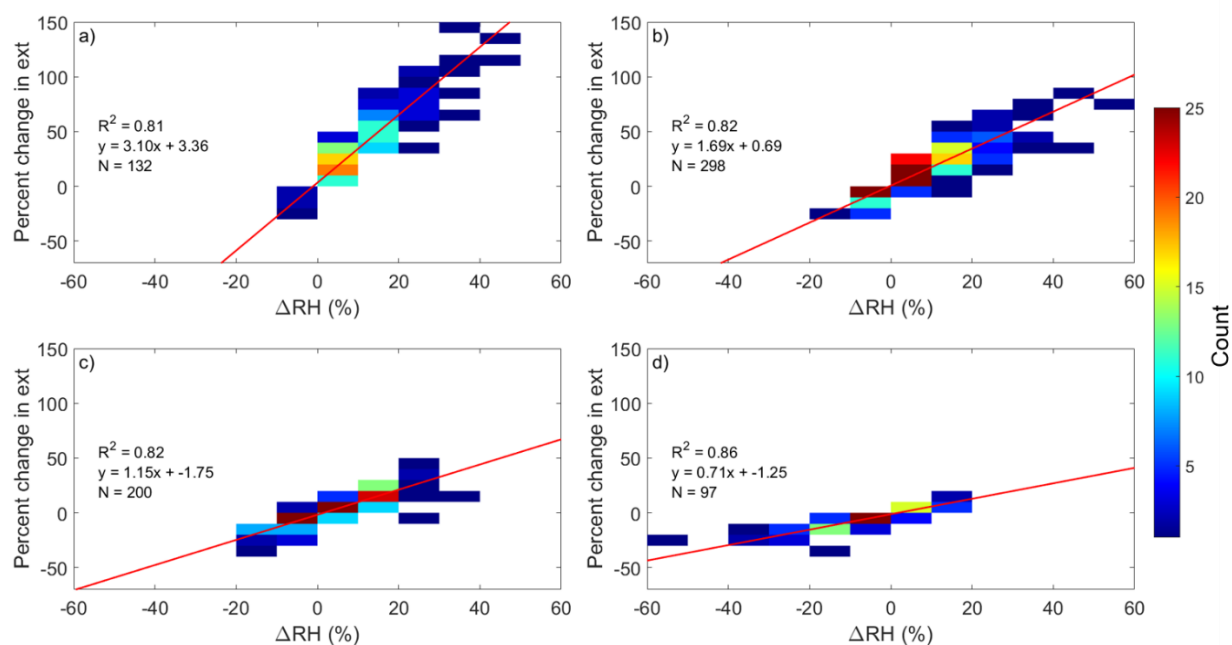 a)
R² = 0.81
y = 3.10x + 3.36
N = 132
150
100
50
0
-50
Percent change in ext
-60 -40 -20 0 20 40 60
ΔRH (%)
b)
R² = 0.82
y = 1.69x + 0.69
N = 298
150
100
50
0
-50
Percent change in ext
-60 -40 -20 0 20 40 60
ΔRH (%)
c)
R² = 0.82
y = 1.15x + -1.75
N = 200
150
100
50
0
-50
Percent change in ext
-60 -40 -20 0 20 40 60
ΔRH (%)
d)
R² = 0.86
y = 0.71x + -1.25
N = 97
150
100
50
0
-50
Percent change in ext
-60 -40 -20 0 20 40 60
ΔRH (%)
25
20
15
10
5
Count